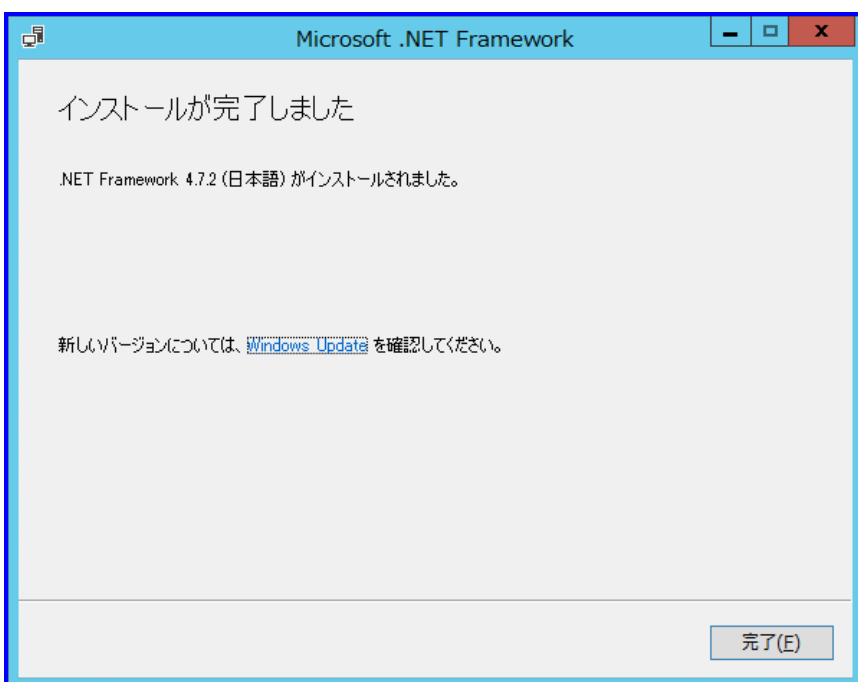 Microsoft .NET Framework
インストールが完了しました
.NET Framework 4.7.2 (日本語) がインストールされました。
新しいバージョンについては、Windows Update を確認してください。
完了(F)